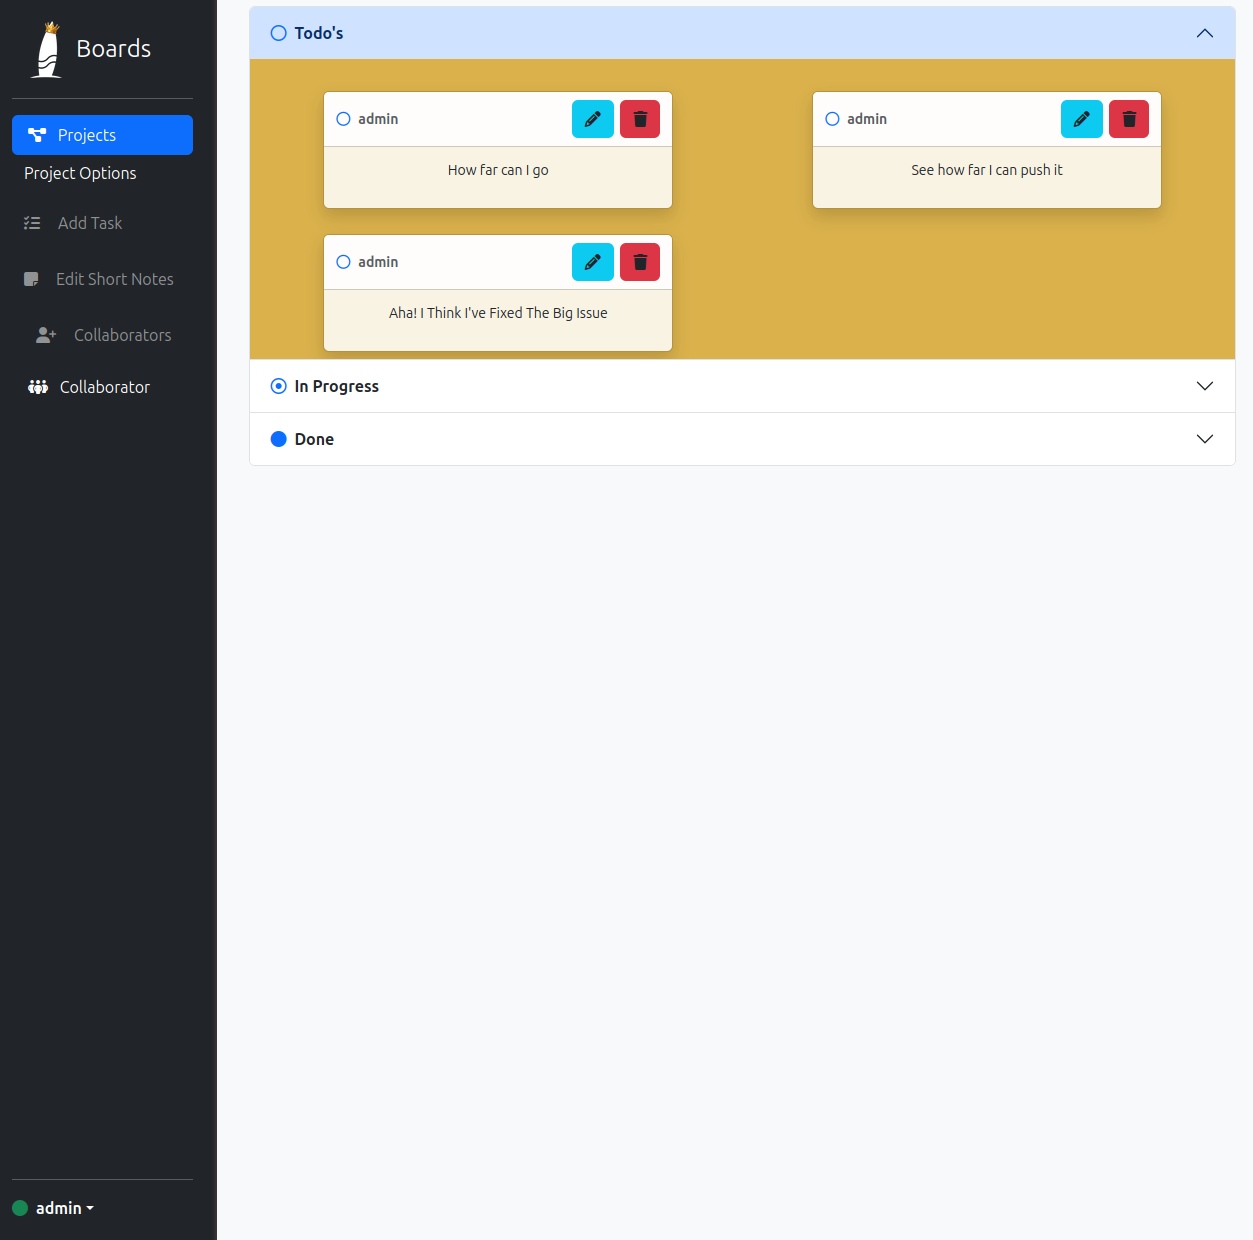 Boards
Projects
Project Options
Add Task
Edit Short Notes
Collaborators
Collaborator
admin
Todo's
admin
How far can I go
admin
See how far I can push it
admin
Aha! I Think I've Fixed The Big Issue
In Progress
Done